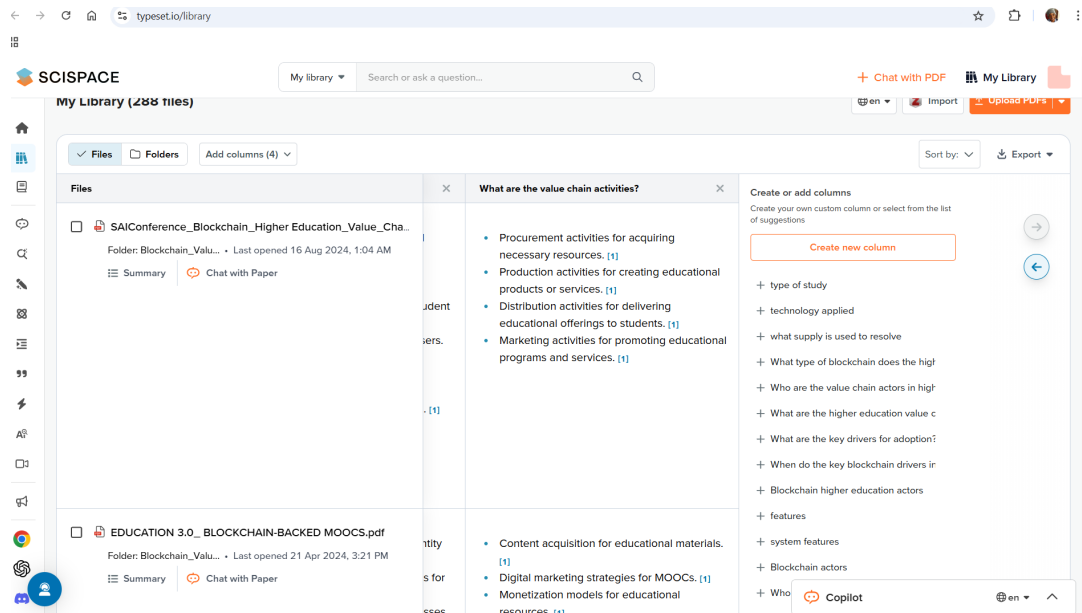 typeset.io/library
SCISPACE
My library
Search or ask a question...
Chat with PDF
My Library
My Library (288 files)
en
Import
Upload PDFs
Files
Folders
Add columns (4)
Sort by:
Export
Files
What are the value chain activities?
Create or add columns
Create your own custom column or select from the list
of suggestions
Create new column
SAIConference_Blockchain_Higher Education_Value_Cha...
Folder: Blockchain_Valu... • Last opened 16 Aug 2024, 1:04 AM
Summary
Chat with Paper
udent
sers.
. [1]
• Procurement activities for acquiring
necessary resources. [1]
• Production activities for creating educational
products or services. [1]
• Distribution activities for delivering
educational offerings to students. [1]
• Marketing activities for promoting educational
programs and services. [1]
type of study
technology applied
what supply is used to resolve
What type of blockchain does the high
Who are the value chain actors in high
What are the higher education value c
What are the key drivers for adoption?
When do the key blockchain drivers in
Blockchain higher education actors
features
system features
Blockchain actors
Who
EDUCATION 3.0_ BLOCKCHAIN-BACKED MOOCS.pdf
Folder: Blockchain_Valu... • Last opened 21 Apr 2024, 3:21 PM
Summary
Chat with Paper
ntity
s for
sses
• Content acquisition for educational materials.
[1]
• Digital marketing strategies for MOOCs. [1]
• Monetization models for educational
resources. [1]
Copilot
en